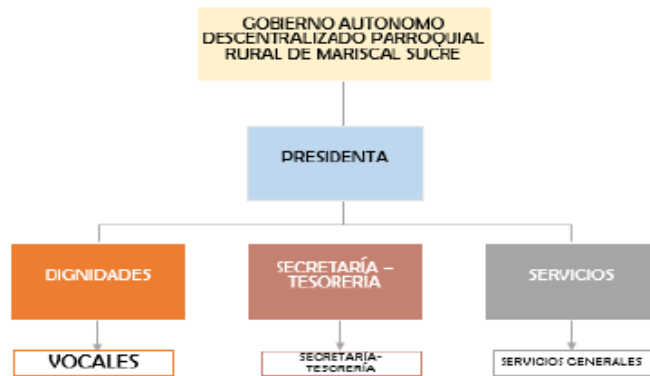 GOBIERNO AUTONOMO
DESCENTRALIZADO PARROQUIAL
RURAL DE MARISCAL SUCRE
PRESIDENTA
DIGNIDADES
SECRETARÍA –
TESORERÍA
SERVICIOS
VOCALES
SECRETARÍA-
TESORERÍA
SERVICIOS GENERALES